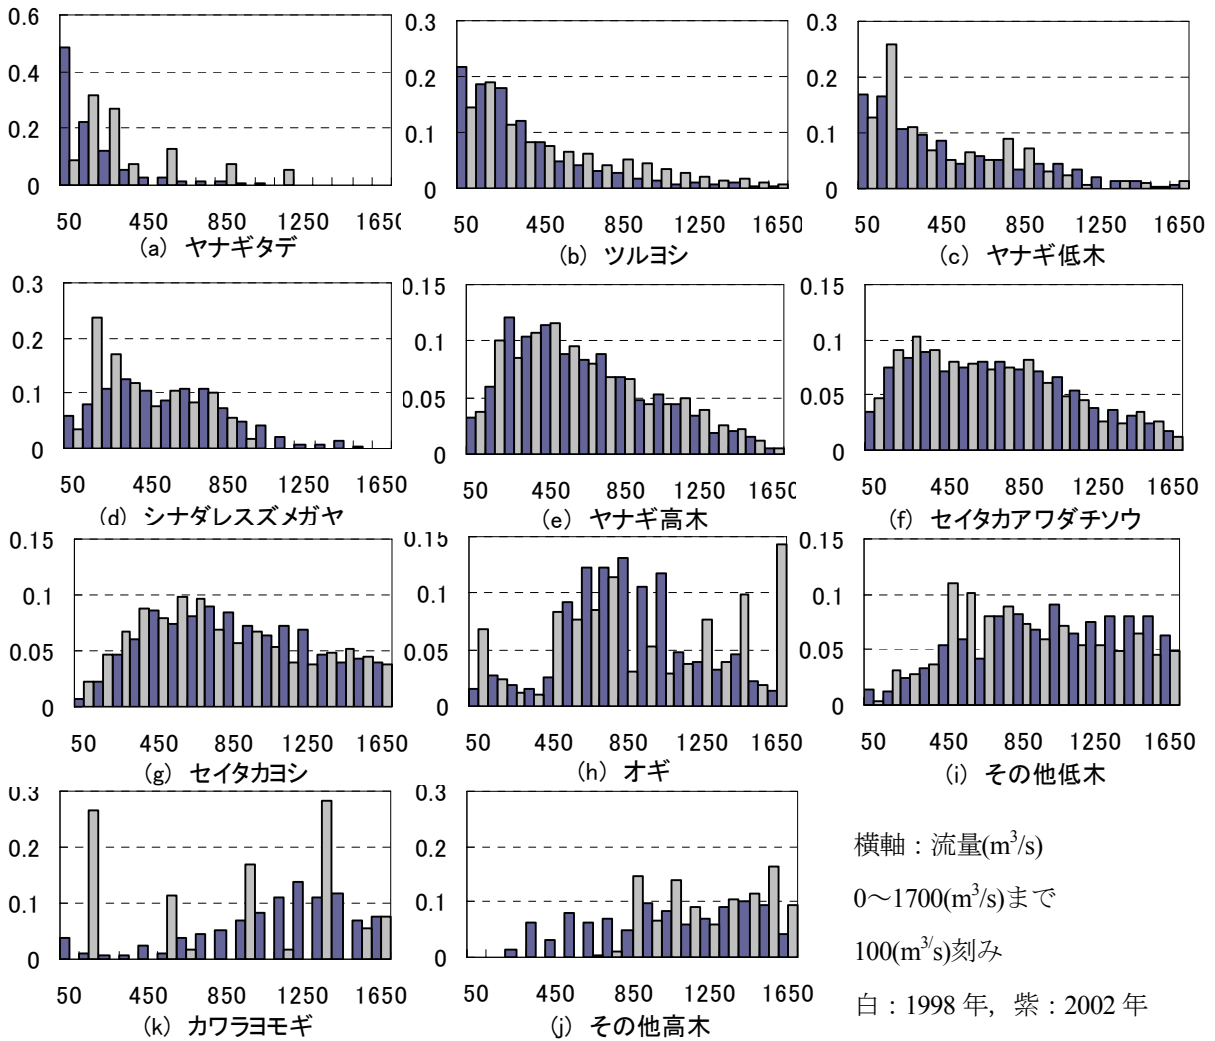 0.6
0.4
0.2
0
50 450 850 1250 1650
(a) ヤナギタデ
0.3
0.2
0.1
0
50 450 850 1250 1650
(b) ツルヨシ
0.3
0.2
0.1
0
50 450 850 1250 1650
(c) ヤナギ低木
0.3
0.2
0.1
0
50 450 850 1250 1650
(d) シナダレスズメガヤ
0.15
0.1
0.05
0
50 450 850 1250 1650
(e) ヤナギ高木
0.15
0.1
0.05
0
50 450 850 1250 1650
(f) セイタカアワダチソウ
0.15
0.1
0.05
0
50 450 850 1250 1650
(g) セイタカヨシ
0.15
0.1
0.05
0
50 450 850 1250 1650
(h) オギ
0.15
0.1
0.05
0
50 450 850 1250 1650
(i) その他低木
0.3
0.2
0.1
0
50 450 850 1250 1650
(k) カワラヨモギ
0.3
0.2
0.1
0
50 450 850 1250 1650
(j) その他高木
横軸：流量(m³/s)
0～1700(m³/s)まで
100(m³/s)刻み
白：1998 年，紫：2002 年